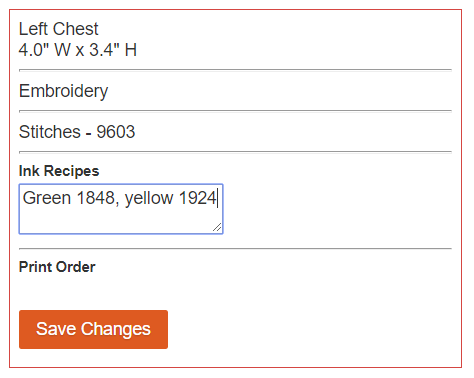 Left Chest
4.0" W x 3.4" H
Embroidery
Stitches - 9603
Ink Recipes
Green 1848, yellow 1924
Print Order
Save Changes